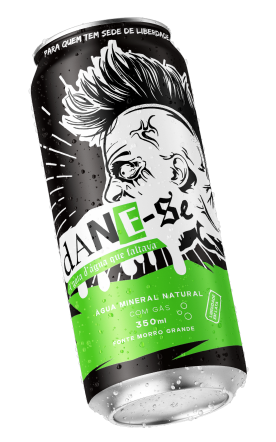 PARA QUEM TEM SEDE DE LIBERDADE
dANE-se
a gota d'água que faltava
ÁGUA MINERAL NATURAL
COM GÁS
350ml
FONTE MORRO GRANDE